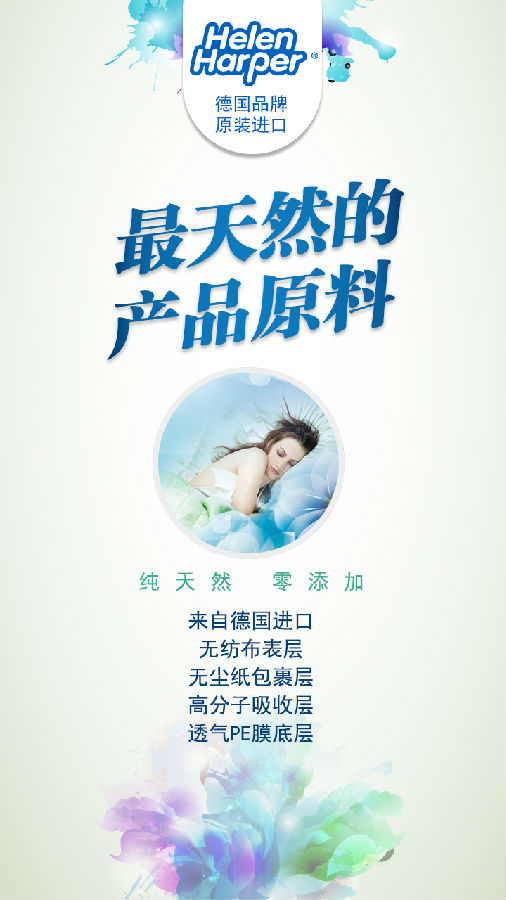 Helen
Harper®
德国品牌
原装进口
最天然的
产品原料
纯天然 零添加
来自德国进口
无纺布表层
无尘纸包裹层
高分子吸收层
透气PE膜底层